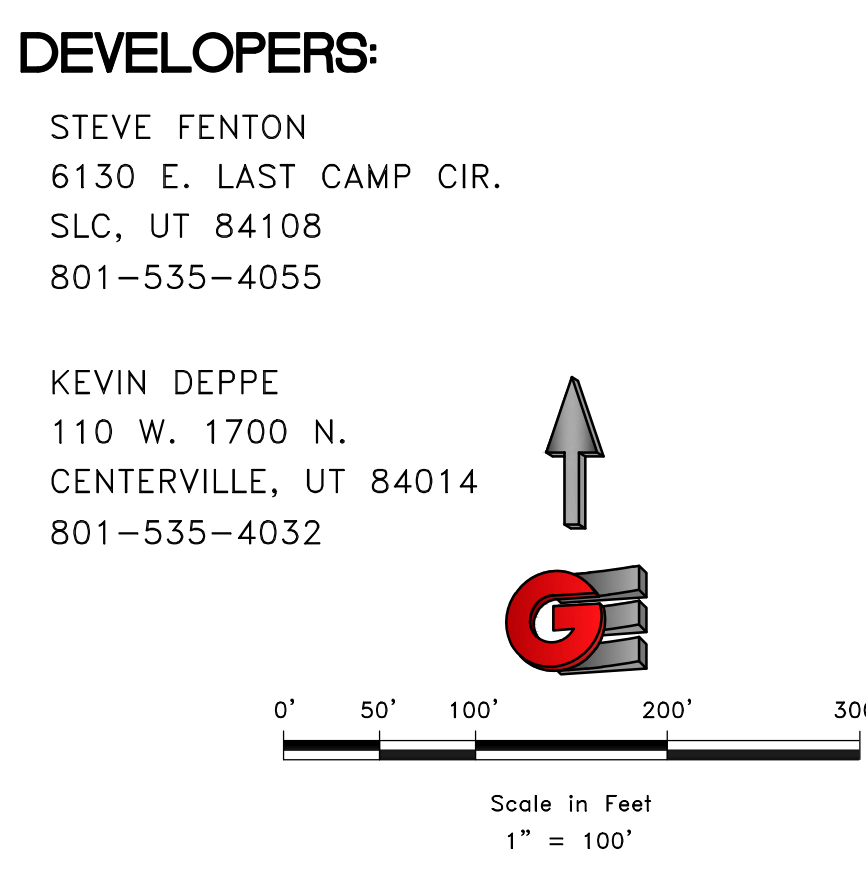 DEVELOPERS:
STEVE FENTON
6130 E. LAST CAMP CIR.
SLC, UT 84108
801-535-4055
KEVIN DEPPE
110 W. 1700 N.
CENTERVILLE, UT 84014
801-535-4032
GE
0' 50' 100' 200'
Scale in Feet
1" = 100'